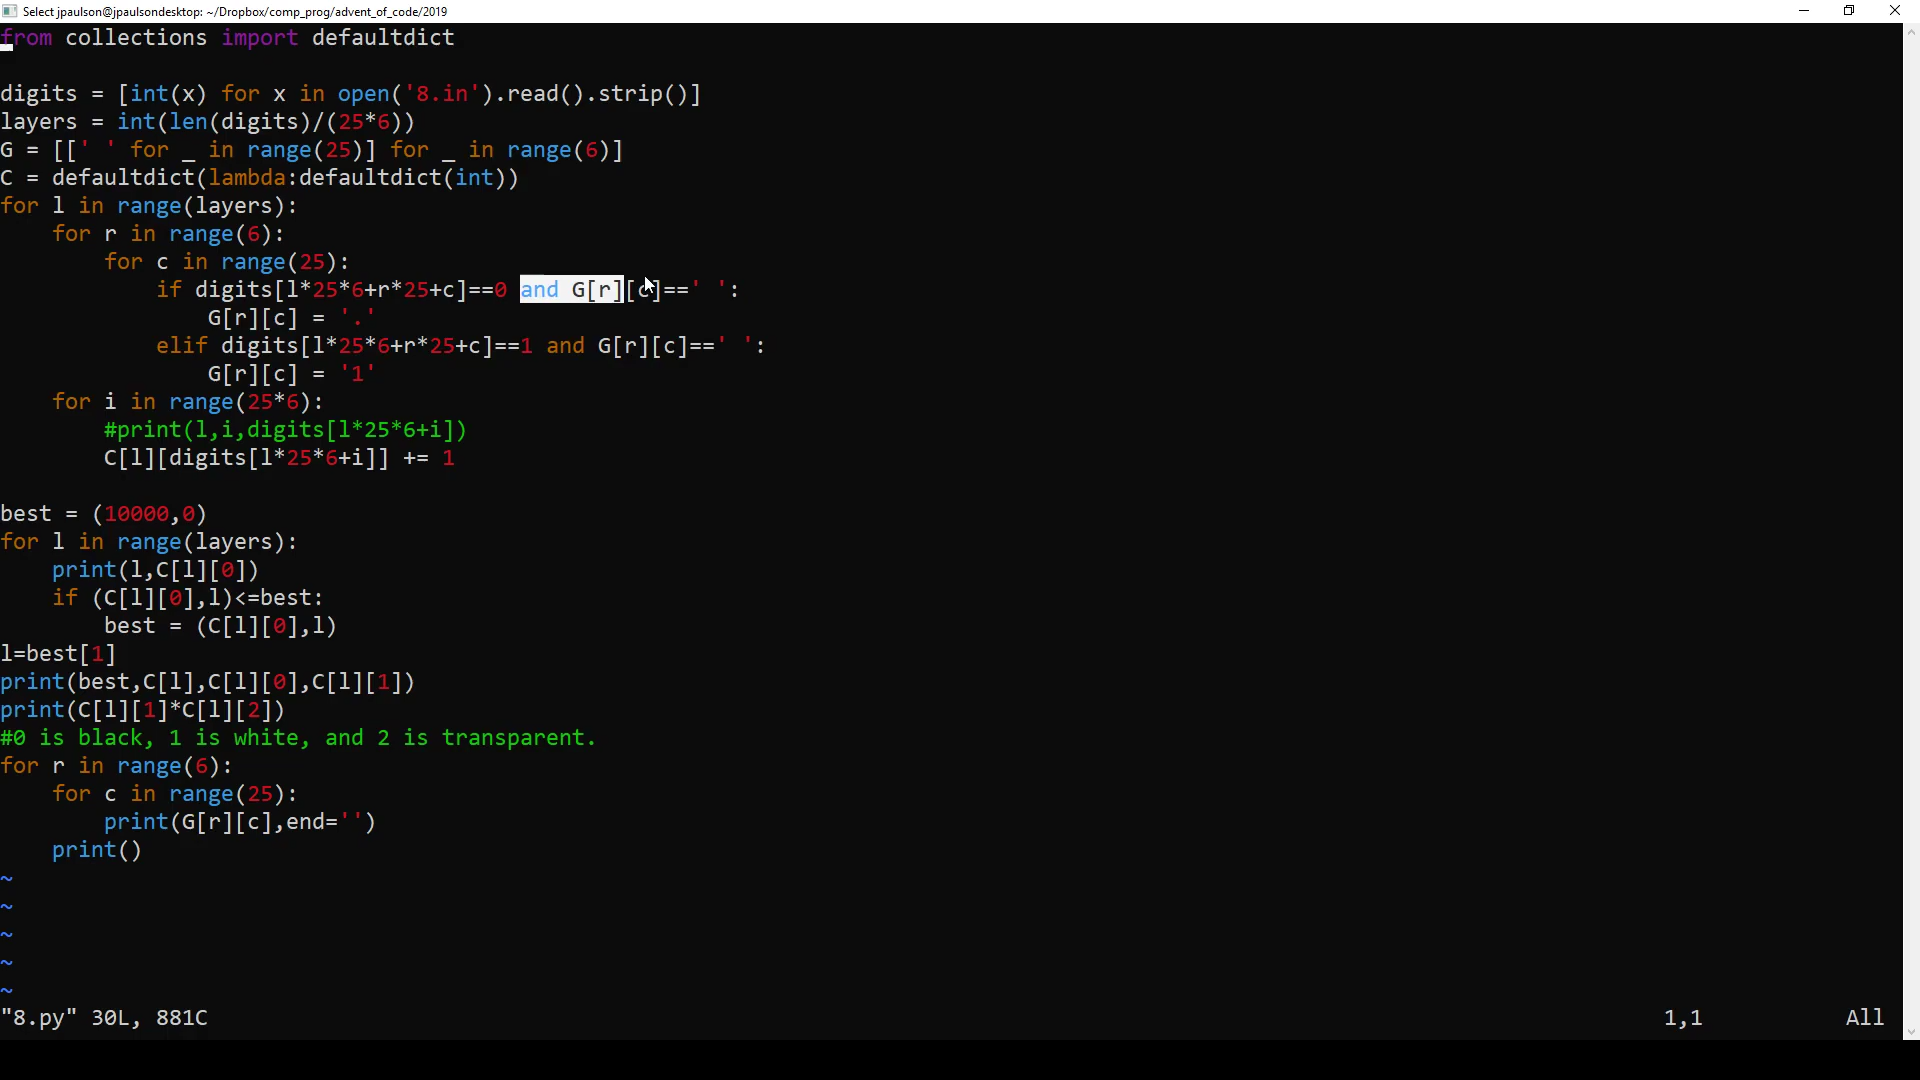 Select jpaulson@jpaulsondesktop: ~/Dropbox/comp_prog/advent_of_code/2019
from collections import defaultdict

digits = [int(x) for x in open('8.in').read().strip()]
layers = int(len(digits)/(25*6))
G = [[' ' for _ in range(25)] for _ in range(6)]
C = defaultdict(lambda:defaultdict(int))
for l in range(layers):
    for r in range(6):
        for c in range(25):
            if digits[l*25*6+r*25+c]==0 and G[r][c]==' ':
                G[r][c] = '.'
            elif digits[l*25*6+r*25+c]==1 and G[r][c]==' ':
                G[r][c] = '1'
    for i in range(25*6):
        #print(l,i,digits[l*25*6+i])
        C[l][digits[l*25*6+i]] += 1

best = (10000,0)
for l in range(layers):
    print(l,C[l][0])
    if (C[l][0],l)<=best:
        best = (C[l][0],l)
l=best[1]
print(best,C[l],C[l][0],C[l][1])
print(C[l][1]*C[l][2])
#0 is black, 1 is white, and 2 is transparent.
for r in range(6):
    for c in range(25):
        print(G[r][c],end='')
    print()
~
~
~
~
~
"8.py" 30L, 881C 1,1 All